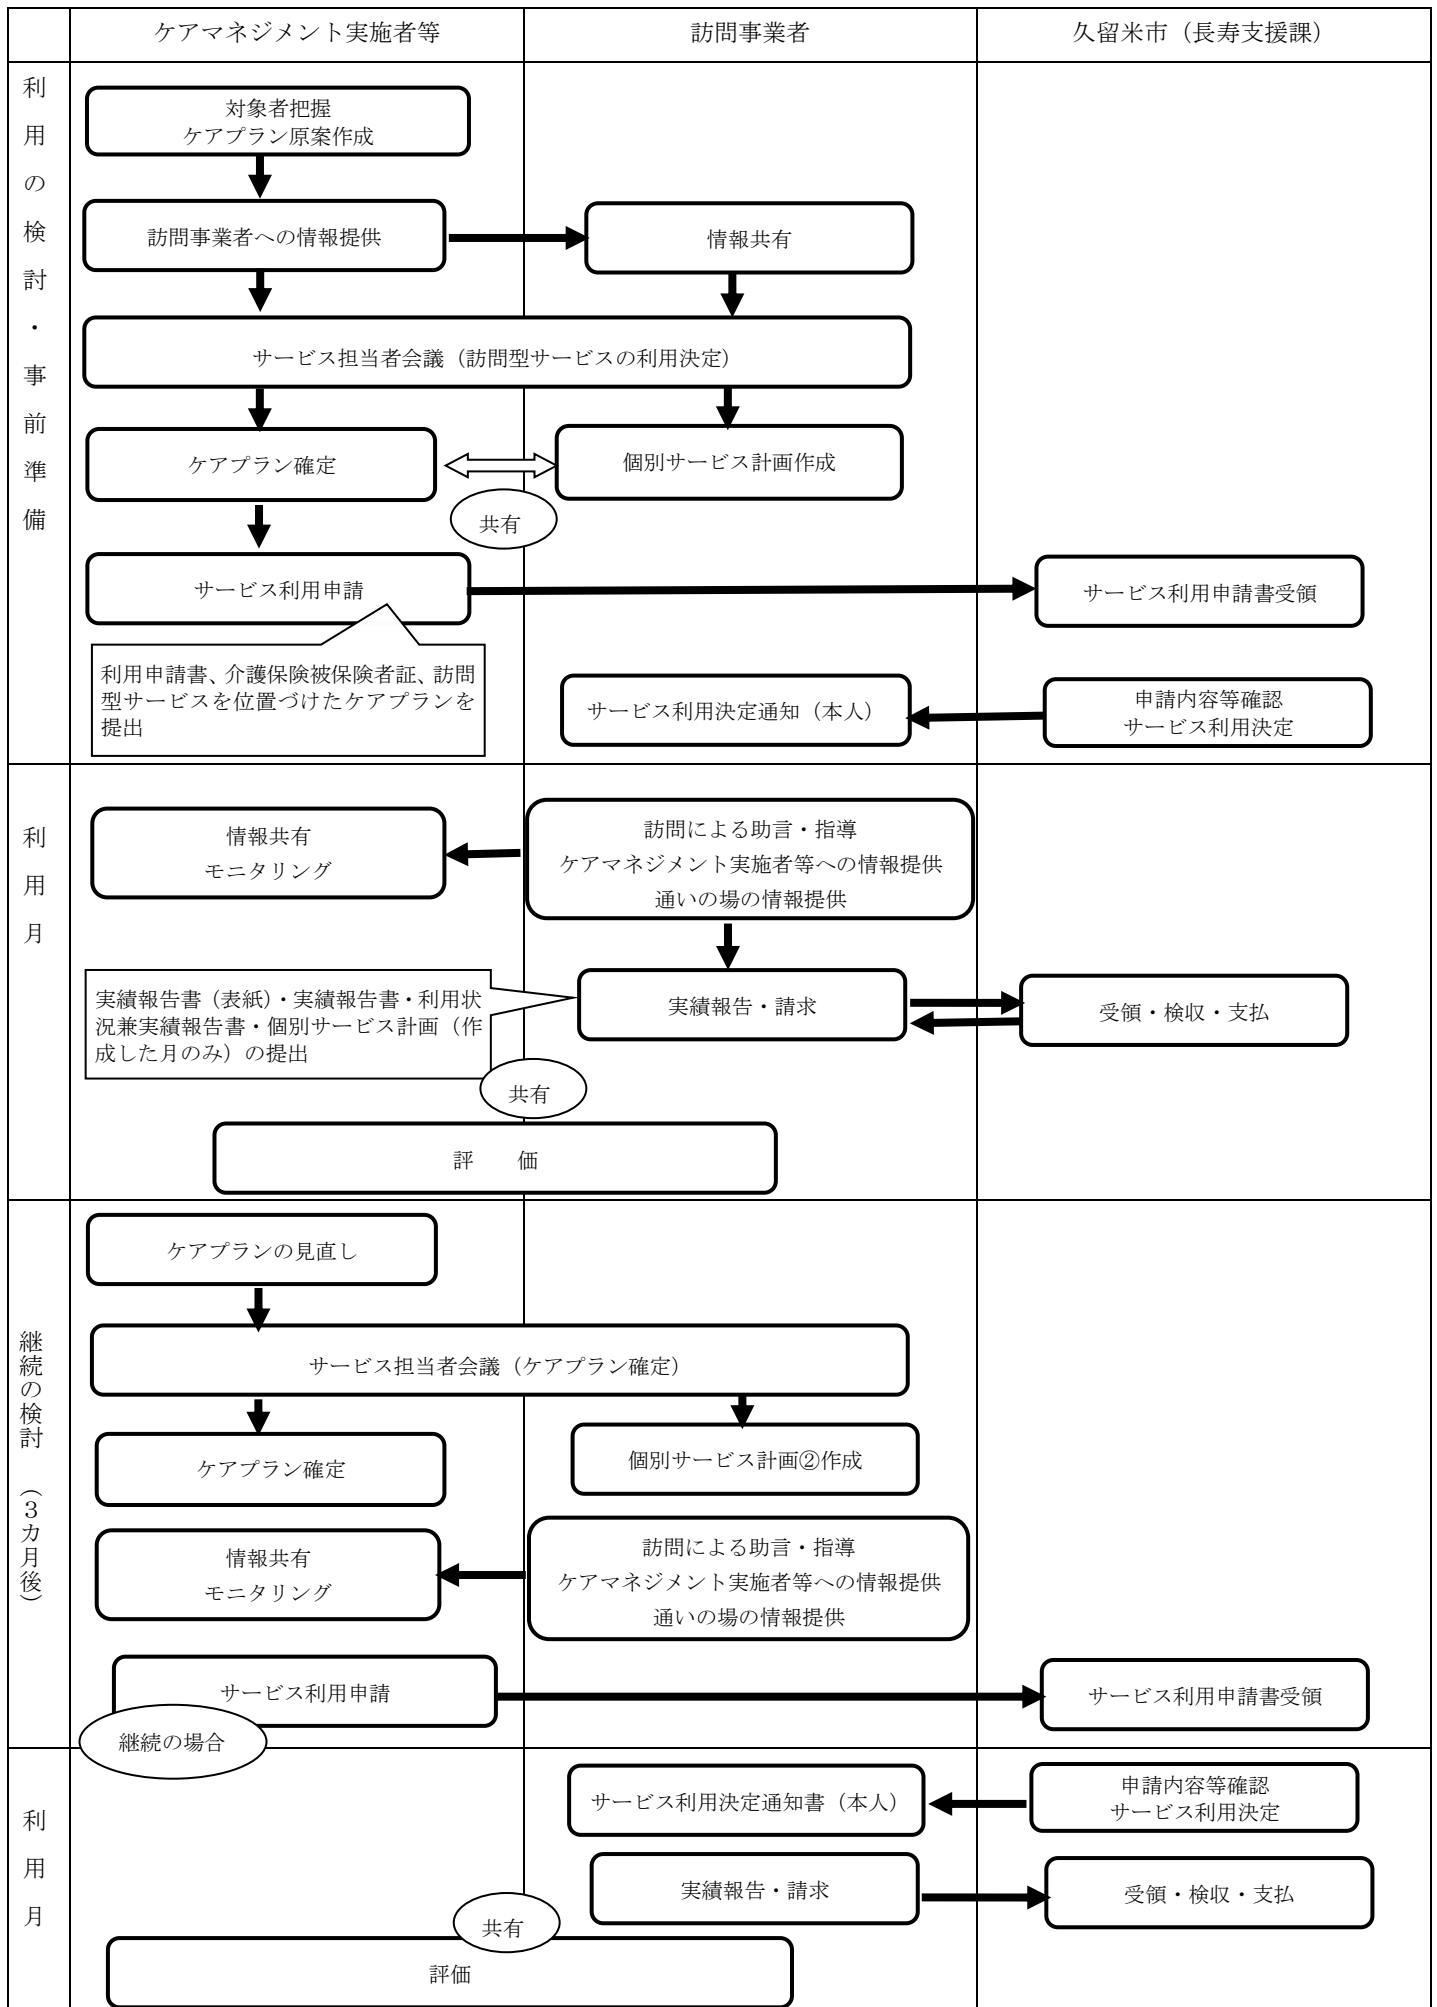 ケアマネジメント実施者等
訪問事業者
久留米市（長寿支援課）
利用の検討・事前準備
対象者把握
ケアプラン原案作成
訪問事業者への情報提供
情報共有
サービス担当者会議（訪問型サービスの利用決定）
ケアプラン確定
個別サービス計画作成
共有
サービス利用申請
サービス利用申請書受領
利用申請書、介護保険被保険者証、訪問
型サービスを位置づけたケアプランを
提出
サービス利用決定通知（本人）
申請内容等確認
サービス利用決定
利用月
情報共有
モニタリング
訪問による助言・指導
ケアマネジメント実施者等への情報提供
通いの場の情報提供
実績報告書（表紙）・実績報告書・利用状
況兼実績報告書・個別サービス計画（作
成した月のみ）の提出
実績報告・請求
受領・検収・支払
共有
評　価
継続の検討（３カ月後）
ケアプランの見直し
サービス担当者会議（ケアプラン確定）
ケアプラン確定
個別サービス計画②作成
情報共有
モニタリング
訪問による助言・指導
ケアマネジメント実施者等への情報提供
通いの場の情報提供
サービス利用申請
サービス利用申請書受領
継続の場合
利用月
サービス利用決定通知書（本人）
申請内容等確認
サービス利用決定
実績報告・請求
受領・検収・支払
共有
評価